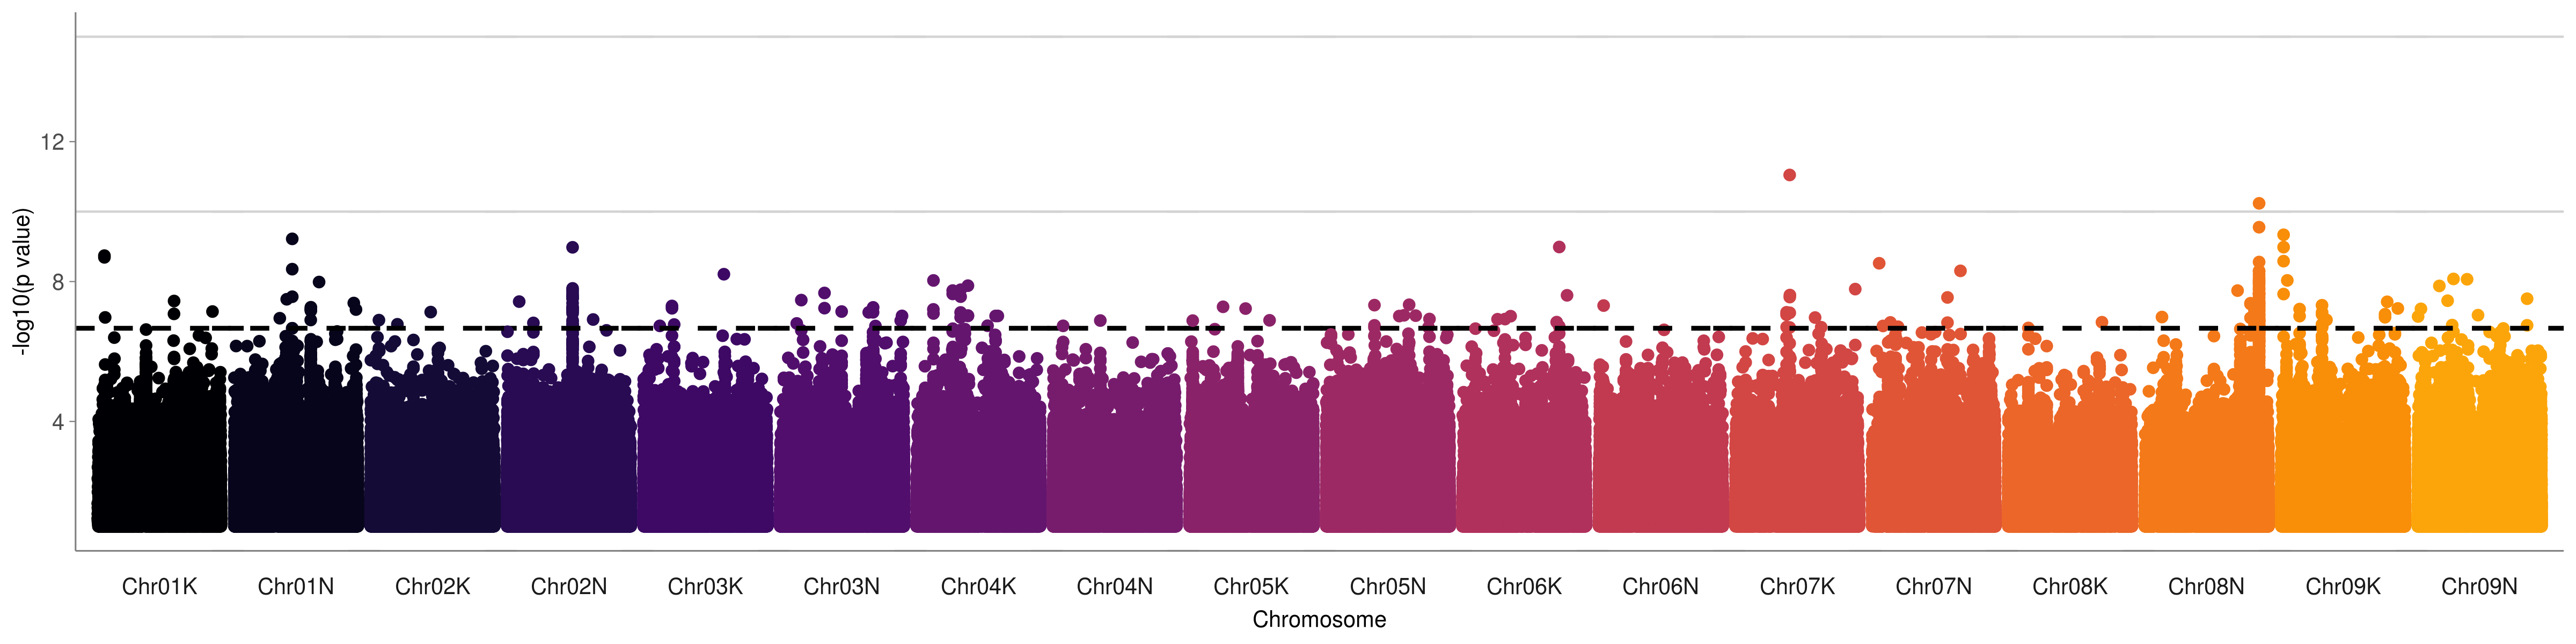 -log10(p value)
12
8
4
Chr01K Chr01N Chr02K Chr02N Chr03K Chr03N Chr04K Chr04N Chr05K Chr05N Chr06K Chr06N Chr07K Chr07N Chr08K Chr08N Chr09K Chr09N
Chromosome